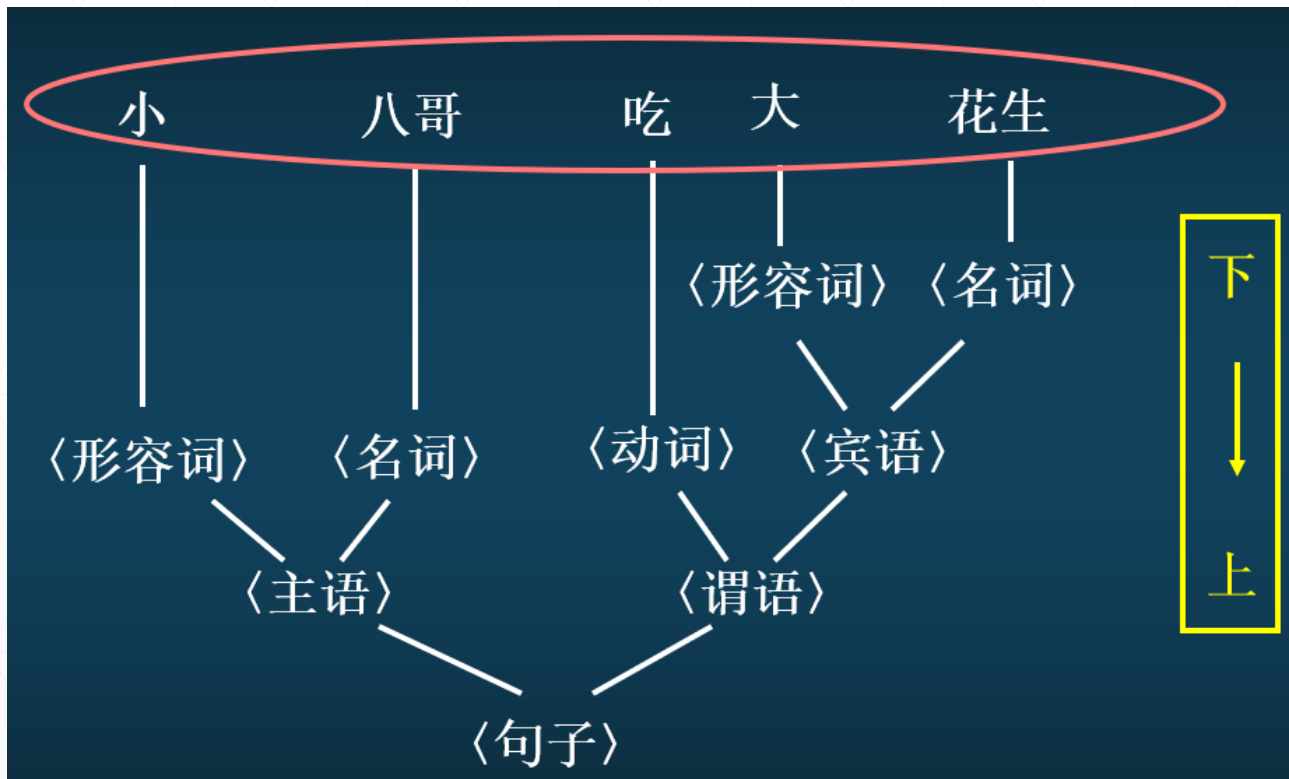 小 八哥 吃 大 花生
〈形容词〉 〈名词〉
下
〈形容词〉 〈名词〉 〈动词〉 〈宾语〉
上
〈主语〉 〈谓语〉
〈句子〉